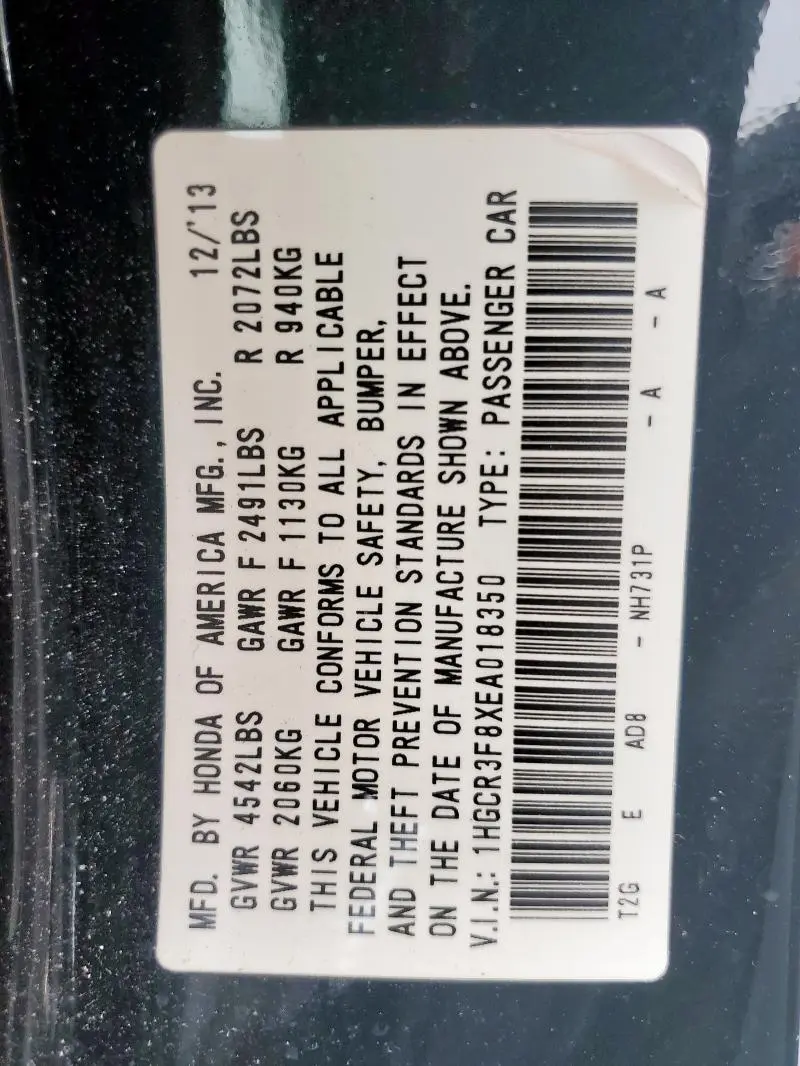 MFD. BY HONDA OF AMERICA MFG., INC. 12/'13
GVWR 4542LBS GAWR F 2491LBS R 2072LBS
GVWR 2060KG GAWR F 1130KG R 940KG
THIS VEHICLE CONFORMS TO ALL APPLICABLE
FEDERAL MOTOR VEHICLE SAFETY, BUMPER,
AND THEFT PREVENTION STANDARDS IN EFFECT
ON THE DATE OF MANUFACTURE SHOWN ABOVE.
V.I.N.: 1HGCR3F8XEA018350 TYPE: PASSENGER CAR
T2G E AD8 - NH731P - A - A